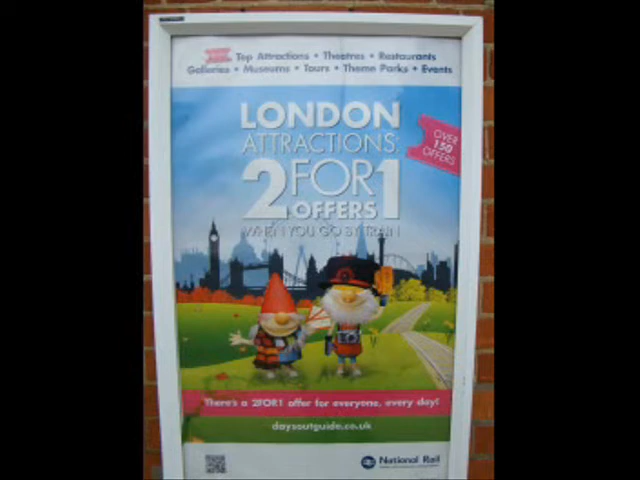 Top Attractions • Theatres • Restaurants
Galleries • Museums • Tours • Theme Parks • Events
LONDON
ATTRACTIONS:
2FOR1
OFFERS
WHEN YOU GO BY TRAIN
OVER
150
OFFERS
There's a 2FOR1 offer for everyone, every day!
daysoutguide.co.uk
National Rail